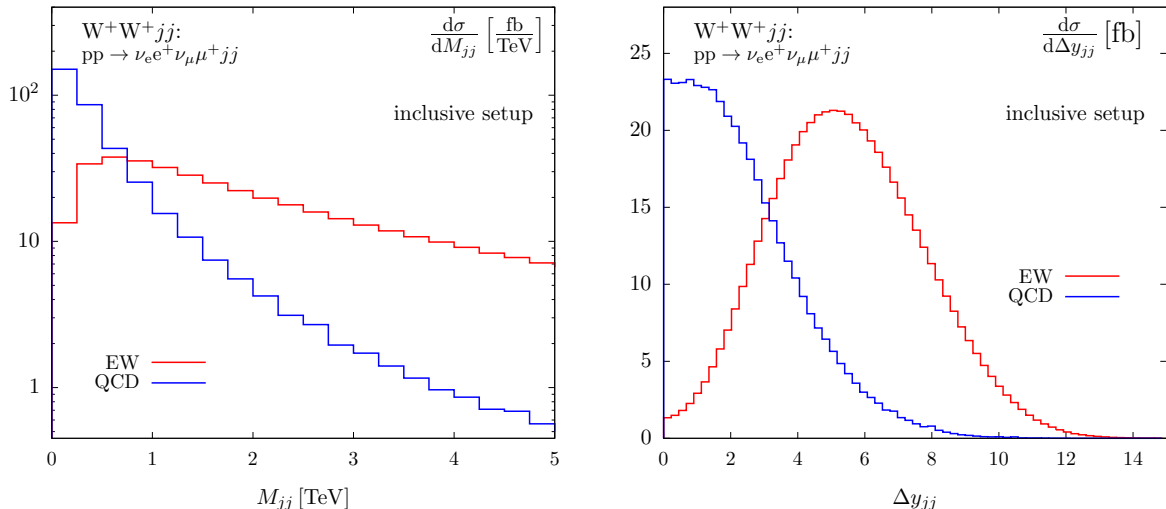 W⁺W⁺jj:
pp → νₑe⁺ν_μμ⁺jj
dσ/dM_jj [fb/TeV]
inclusive setup
10²
10
1
EW
QCD
0 1 2 3 4 5
M_jj [TeV]
W⁺W⁺jj:
pp → νₑe⁺ν_μμ⁺jj
dσ/dΔy_jj [fb]
inclusive setup
25
20
15
10
5
0
EW
QCD
0 2 4 6 8 10 12 14
Δy_jj